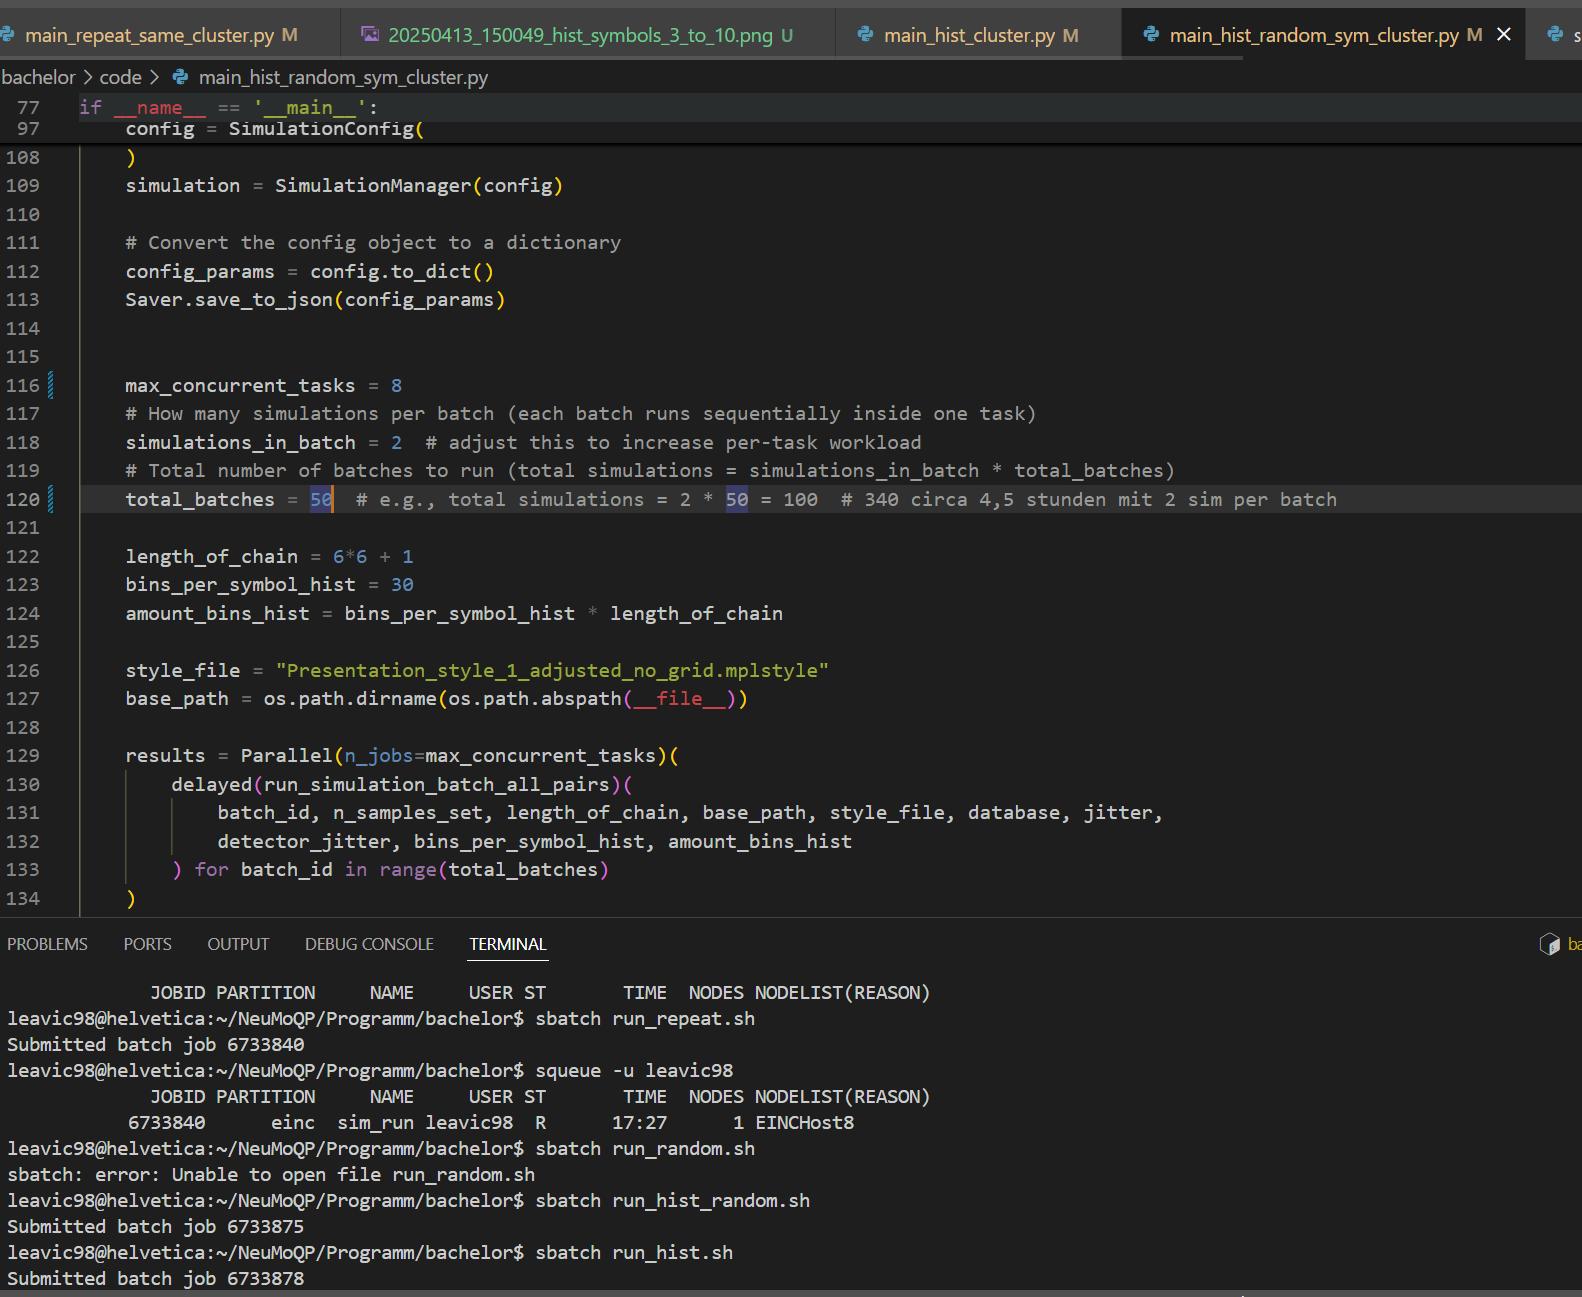 main_repeat_same_cluster.py M 20250413_150049_hist_symbols_3_to_10.png U main_hist_cluster.py M main_hist_random_sym_cluster.py M s
bachelor > code > main_hist_random_sym_cluster.py
77 if __name__ == '__main__':
97 config = SimulationConfig(
108 )
109 simulation = SimulationManager(config)
110
111 # Convert the config object to a dictionary
112 config_params = config.to_dict()
113 Saver.save_to_json(config_params)
114
115
116 max_concurrent_tasks = 8
117 # How many simulations per batch (each batch runs sequentially inside one task)
118 simulations_in_batch = 2  # adjust this to increase per-task workload
119 # Total number of batches to run (total simulations = simulations_in_batch * total_batches)
120 total_batches = 50  # e.g., total simulations = 2 * 50 = 100  # 340 circa 4,5 stunden mit 2 sim per batch
121
122 length_of_chain = 6*6 + 1
123 bins_per_symbol_hist = 30
124 amount_bins_hist = bins_per_symbol_hist * length_of_chain
125
126 style_file = "Presentation_style_1_adjusted_no_grid.mplstyle"
127 base_path = os.path.dirname(os.path.abspath(__file__))
128
129 results = Parallel(n_jobs=max_concurrent_tasks)(
130 delayed(run_simulation_batch_all_pairs)(
131 batch_id, n_samples_set, length_of_chain, base_path, style_file, database, jitter,
132 detector_jitter, bins_per_symbol_hist, amount_bins_hist
133 ) for batch_id in range(total_batches)
134 )
PROBLEMS PORTS OUTPUT DEBUG CONSOLE TERMINAL ba
JOBID PARTITION NAME USER ST TIME NODES NODELIST(REASON)
leavic98@helvetica:~/NeuMoQP/Programm/bachelor$ sbatch run_repeat.sh
Submitted batch job 6733840
leavic98@helvetica:~/NeuMoQP/Programm/bachelor$ squeue -u leavic98
JOBID PARTITION NAME USER ST TIME NODES NODELIST(REASON)
6733840 einc sim_run leavic98 R 17:27 1 EINCHost8
leavic98@helvetica:~/NeuMoQP/Programm/bachelor$ sbatch run_random.sh
sbatch: error: Unable to open file run_random.sh
leavic98@helvetica:~/NeuMoQP/Programm/bachelor$ sbatch run_hist_random.sh
Submitted batch job 6733875
leavic98@helvetica:~/NeuMoQP/Programm/bachelor$ sbatch run_hist.sh
Submitted batch job 6733878